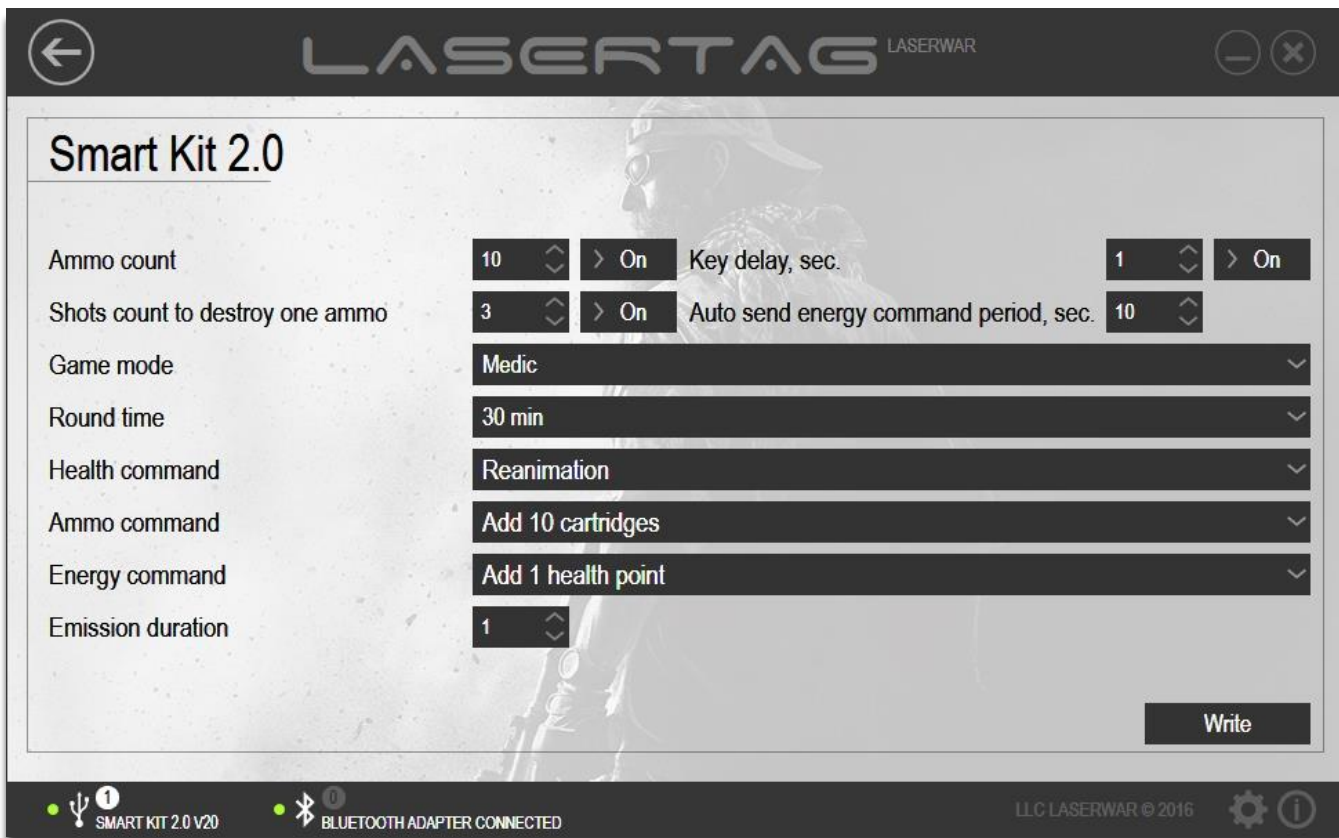 LASERTAG LASERWAR
Smart Kit 2.0
Ammo count 10 > On Key delay, sec. 1 > On
Shots count to destroy one ammo 3 > On Auto send energy command period, sec. 10
Game mode Medic
Round time 30 min
Health command Reanimation
Ammo command Add 10 cartridges
Energy command Add 1 health point
Emission duration 1
Write
1 SMART KIT 2.0 V20 0 BLUETOOTH ADAPTER CONNECTED LLC LASERWAR © 2016